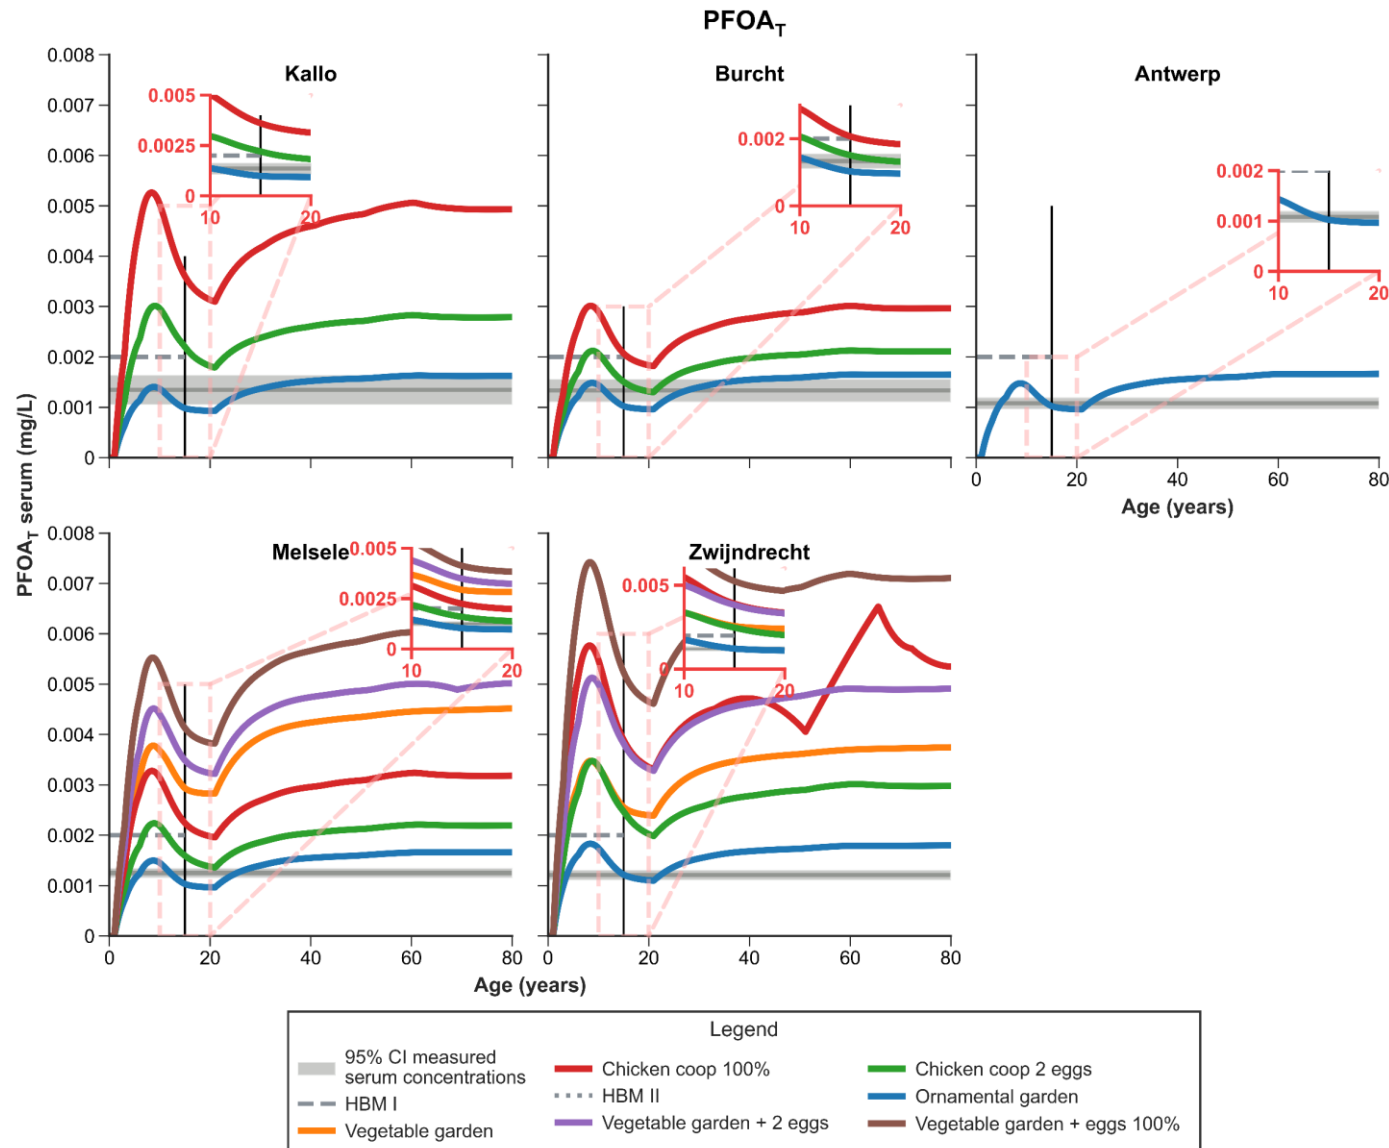 PFOA_T
Kallo
Burcht
Antwerp
0.008
0.007
0.006
0.005
0.004
0.003
0.002
0.001
0
0.005
0.0025
0
10
20
0.002
0
10
20
0.002
0.001
0
10
20
0
20
40
60
80
Age (years)
PFOA_T serum (mg/L)
Melsele
Zwijndrecht
0.008
0.007
0.006
0.005
0.004
0.003
0.002
0.001
0
0.005
0.0025
0
10
20
0.005
0
10
20
0
20
40
60
80
0
20
40
60
80
Age (years)
Legend
95% CI measured
serum concentrations
HBM I
Vegetable garden
Chicken coop 100%
HBM II
Vegetable garden + 2 eggs
Chicken coop 2 eggs
Ornamental garden
Vegetable garden + eggs 100%